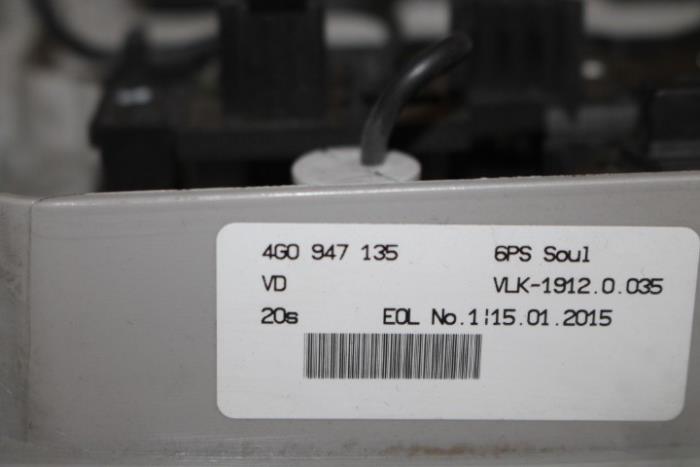 4G0 947 135 6PS Soul
VD VLK-1912.0.035
20s EOL No.1¦15.01.2015